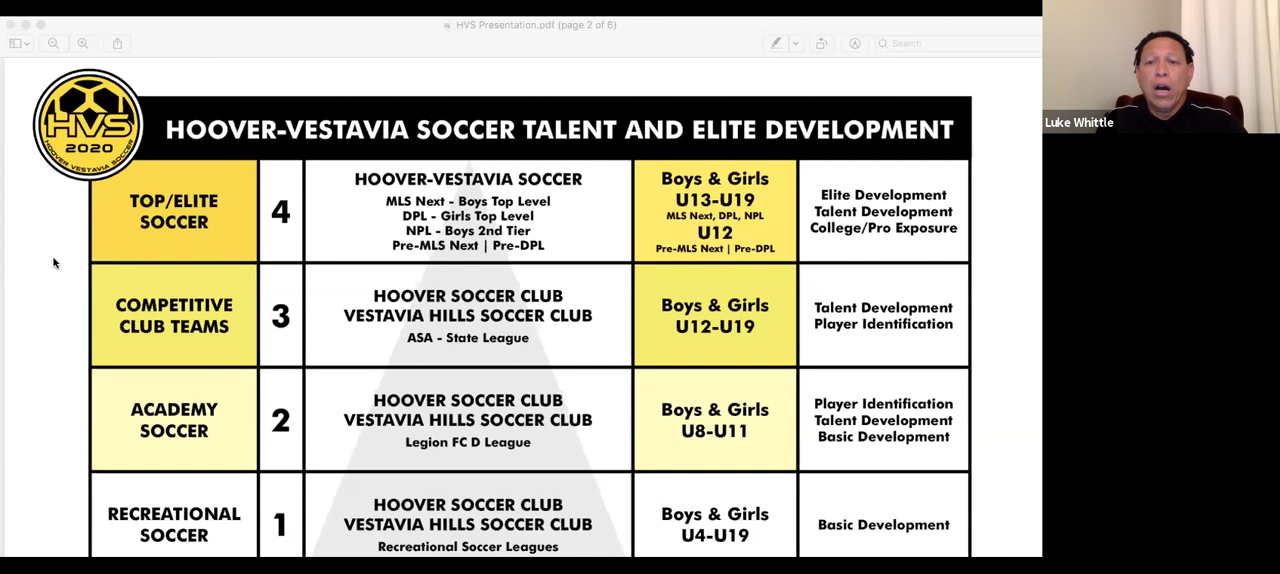 HVS Presentation.pdf (page 2 of 6)
Search
Luke Whittle
HVS
2020
HOOVER VESTAVIA SOCCER
HOOVER-VESTAVIA SOCCER TALENT AND ELITE DEVELOPMENT
TOP/ELITE
SOCCER
4
HOOVER-VESTAVIA SOCCER
MLS Next - Boys Top Level
DPL - Girls Top Level
NPL - Boys 2nd Tier
Pre-MLS Next | Pre-DPL
Boys & Girls
U13-U19
MLS Next, DPL, NPL
U12
Pre-MLS Next | Pre-DPL
Elite Development
Talent Development
College/Pro Exposure
COMPETITIVE
CLUB TEAMS
3
HOOVER SOCCER CLUB
VESTAVIA HILLS SOCCER CLUB
ASA - State League
Boys & Girls
U12-U19
Talent Development
Player Identification
ACADEMY
SOCCER
2
HOOVER SOCCER CLUB
VESTAVIA HILLS SOCCER CLUB
Legion FC D League
Boys & Girls
U8-U11
Player Identification
Talent Development
Basic Development
RECREATIONAL
SOCCER
1
HOOVER SOCCER CLUB
VESTAVIA HILLS SOCCER CLUB
Recreational Soccer Leagues
Boys & Girls
U4-U19
Basic Development